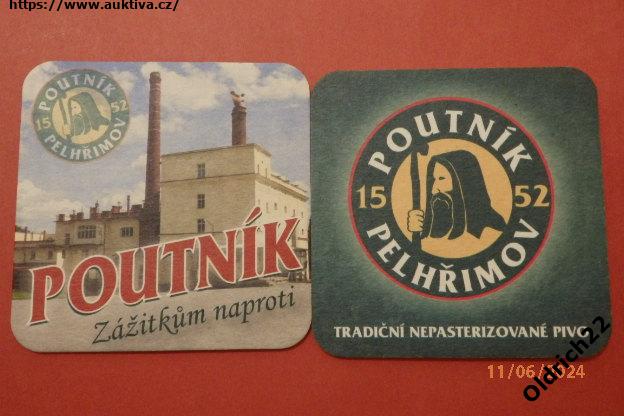 https://www.auktiva.cz/
POUTNÍK
15 52
PELHŘIMOV
POUTNÍK
Zážitkům naproti
POUTNÍK
15 52
PELHŘIMOV
TRADIČNÍ NEPASTERIZOVANÉ PIVO
11/06/2024
Oldrich22